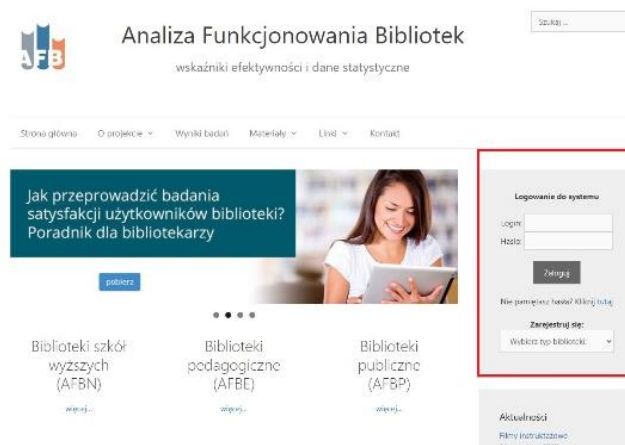 AFB
Analiza Funkcjonowania Bibliotek
wskaźniki efektywności i dane statystyczne
Szukaj ...
Strona główna O projekcie Wyniki badań Materiały Linki Kontakt
Jak przeprowadzić badania
satysfakcji użytkowników biblioteki?
Poradnik dla bibliotekarzy
pobierz
Biblioteki szkół
wyższych
(AFBN)
więcej...
Biblioteki
pedagogiczne
(AFBE)
więcej...
Biblioteki
publiczne
(AFBP)
więcej...
Logowanie do systemu
Login:
Hasło:
Zaloguj
Nie pamiętasz hasła? Kliknij tutaj
Zarejestruj się:
Wybierz typ biblioteki:
Aktualności
Filmy instruktażowe